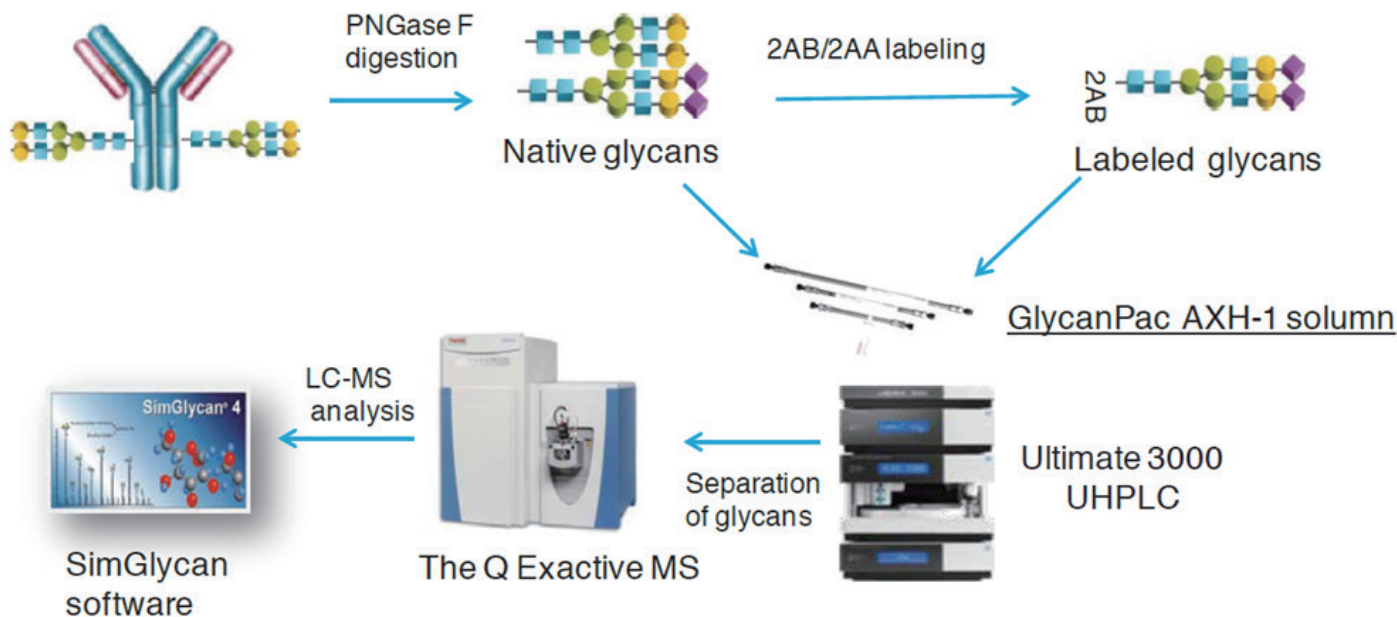 PNGase F
digestion
2AB/2AA labeling
2AB
Native glycans
Labeled glycans
GlycanPac AXH-1 solumn
LC-MS
analysis
SimGlycan® 4
Separation
of glycans
Ultimate 3000
UHPLC
The Q Exactive MS
SimGlycan
software